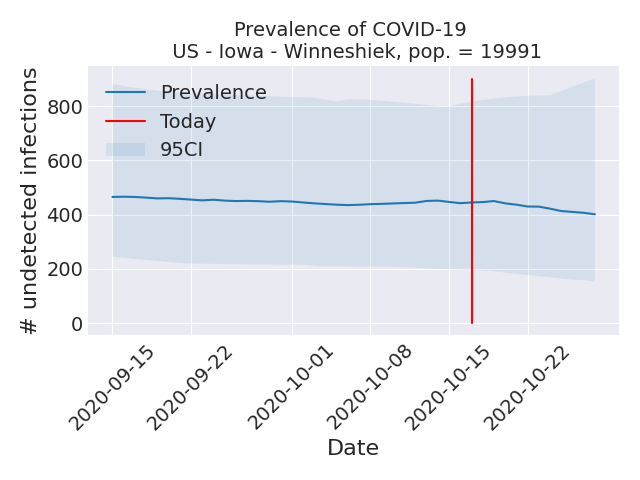 Prevalence of COVID-19
US - Iowa - Winneshiek, pop. = 19991
# undetected infections
800
600
400
200
0
Prevalence
Today
95CI
2020-09-15
2020-09-22
2020-10-01
2020-10-08
2020-10-15
2020-10-22
Date